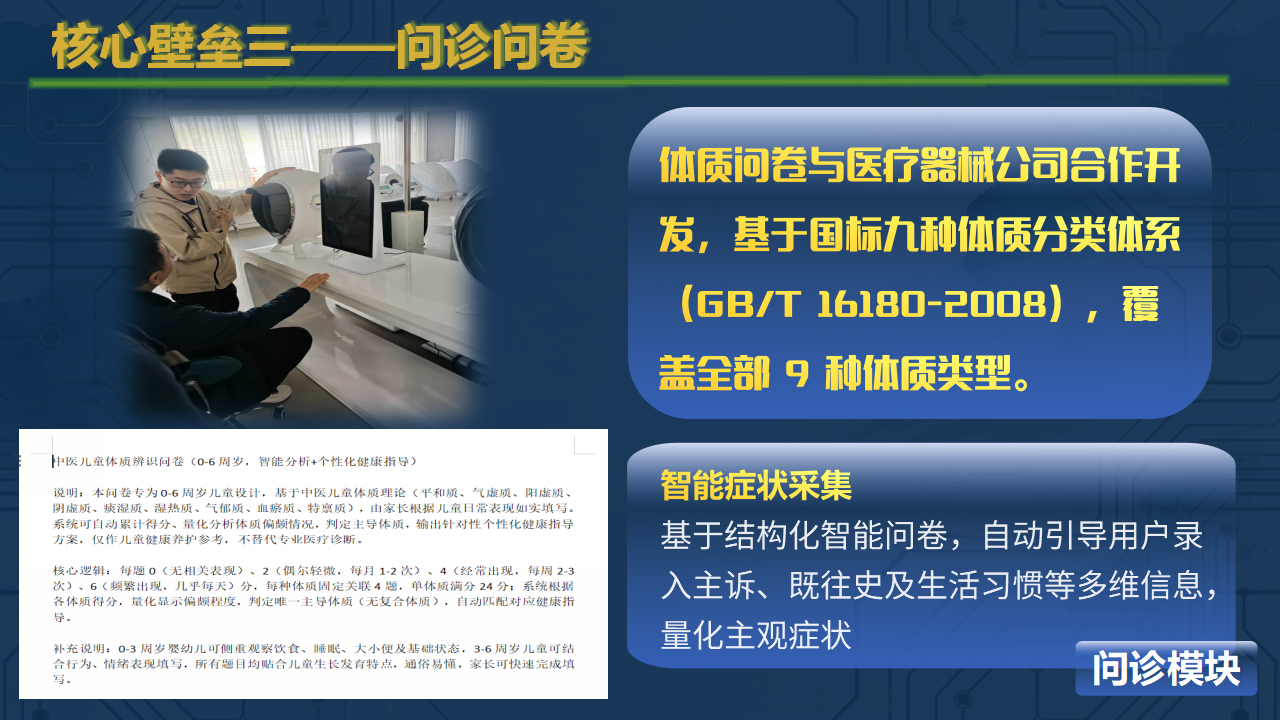 核心壁垒三——问诊问卷
体质问卷与医疗器械公司合作开
发，基于国标九种体质分类体系
（GB/T 16180-2008），覆
盖全部 9 种体质类型。
中医儿童体质辨识问卷（0-6 周岁，智能分析+个性化健康指导）
说明：本问卷专为 0-6 周岁儿童设计，基于中医儿童体质理论（平和质、气虚质、阳虚质、
阴虚质、痰湿质、湿热质、气郁质、血瘀质、特禀质），由家长根据儿童日常表现如实填写。
系统可自动累计得分、量化分析体质偏颇情况，判定主导体质，输出针对性个性化健康指导
方案，仅作儿童健康养护参考，不替代专业医疗诊断。
核心逻辑：每题 0（无相关表现）、2（偶尔轻微，每月 1-2 次）、4（经常出现，每周 2-3
次）、6（频繁出现，几乎每天）分，每种体质固定关联 4 题，单体质满分 24 分；系统根据
各体质得分，量化显示偏颇程度，判定唯一主导体质（无复合体质），自动匹配对应健康指
导。
补充说明：0-3 周岁婴幼儿可侧重观察饮食、睡眠、大小便及基础状态，3-6 周岁儿童可结
合行为、情绪表现填写，所有题目均贴合儿童生长发育特点，通俗易懂，家长可快速完成填
写。
智能症状采集
基于结构化智能问卷，自动引导用户录
入主诉、既往史及生活习惯等多维信息，
量化主观症状
问诊模块